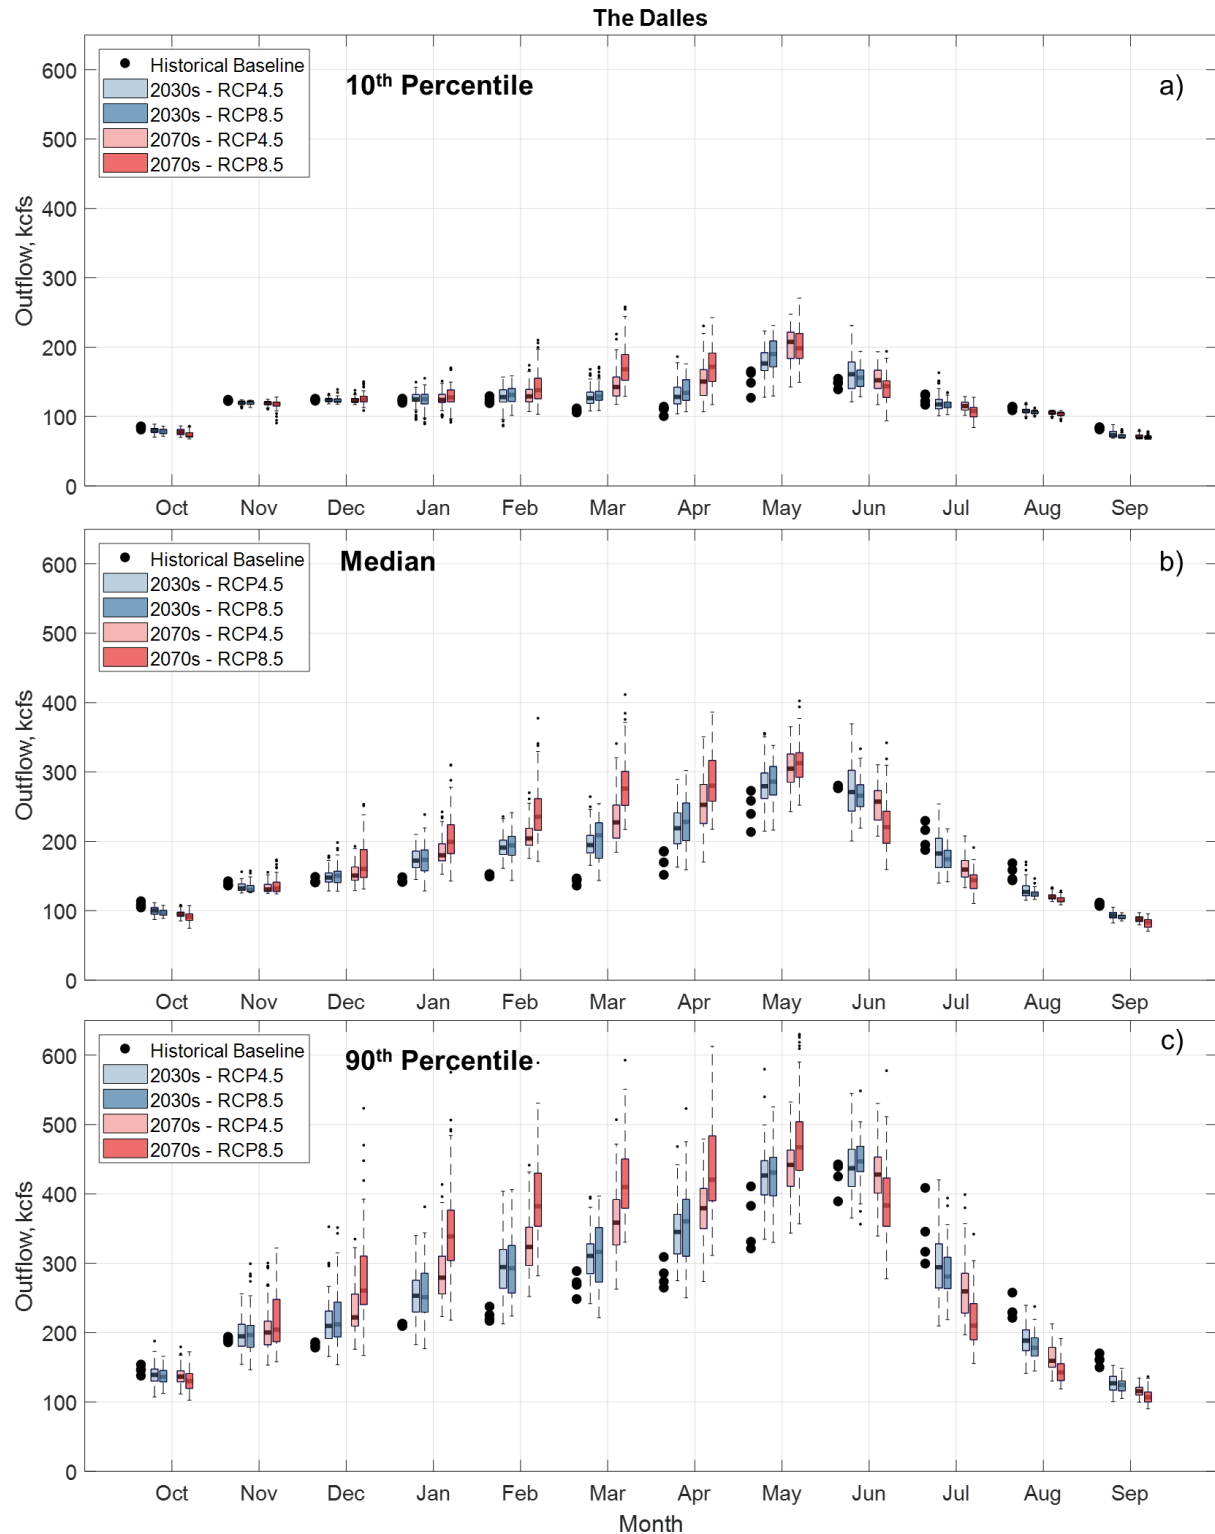 The Dalles
Historical Baseline
2030s - RCP4.5
2030s - RCP8.5
2070s - RCP4.5
2070s - RCP8.5
10th Percentile
a)
600
500
400
300
200
100
0
Outflow, kcfs
Oct Nov Dec Jan Feb Mar Apr May Jun Jul Aug Sep
Historical Baseline
2030s - RCP4.5
2030s - RCP8.5
2070s - RCP4.5
2070s - RCP8.5
Median
b)
600
500
400
300
200
100
0
Outflow, kcfs
Oct Nov Dec Jan Feb Mar Apr May Jun Jul Aug Sep
Historical Baseline
2030s - RCP4.5
2030s - RCP8.5
2070s - RCP4.5
2070s - RCP8.5
90th Percentile
c)
600
500
400
300
200
100
0
Outflow, kcfs
Oct Nov Dec Jan Feb Mar Apr May Jun Jul Aug Sep
Month